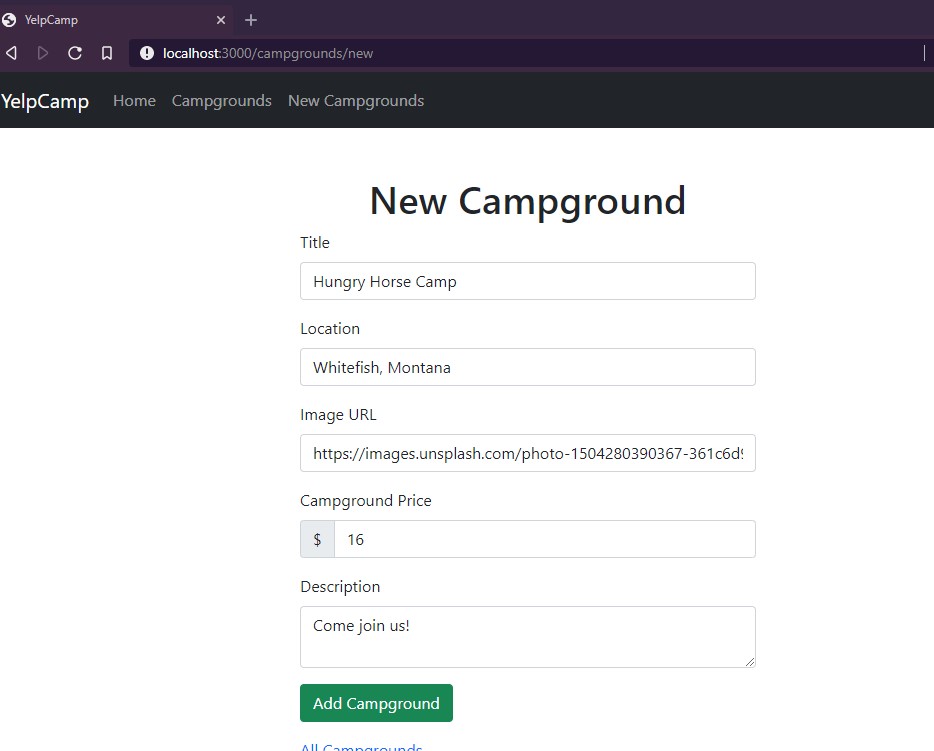 YelpCamp
localhost:3000/campgrounds/new
YelpCamp Home Campgrounds New Campgrounds
New Campground
Title
Hungry Horse Camp
Location
Whitefish, Montana
Image URL
https://images.unsplash.com/photo-1504280390367-361c6d9
Campground Price
$ 16
Description
Come join us!
Add Campground
All Campgrounds